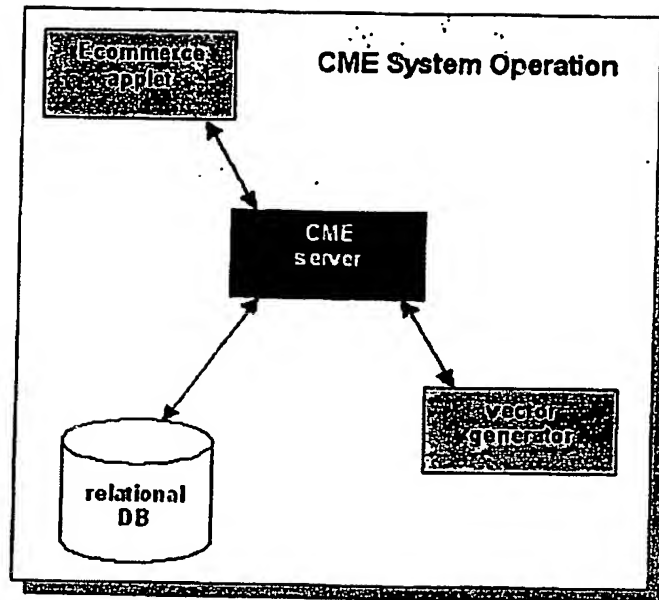 Ecommerce
applet
CME System Operation
CME
server
vector
generator
relational
DB